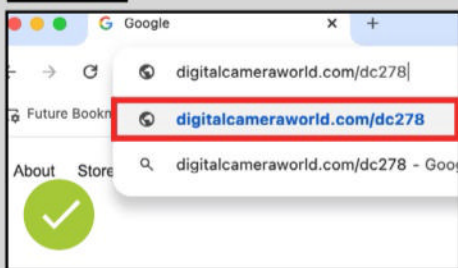 Google
digitalcameraworld.com/dc278
Future Bookm
digitalcameraworld.com/dc278
digitalcameraworld.com/dc278 - Goog
About Store